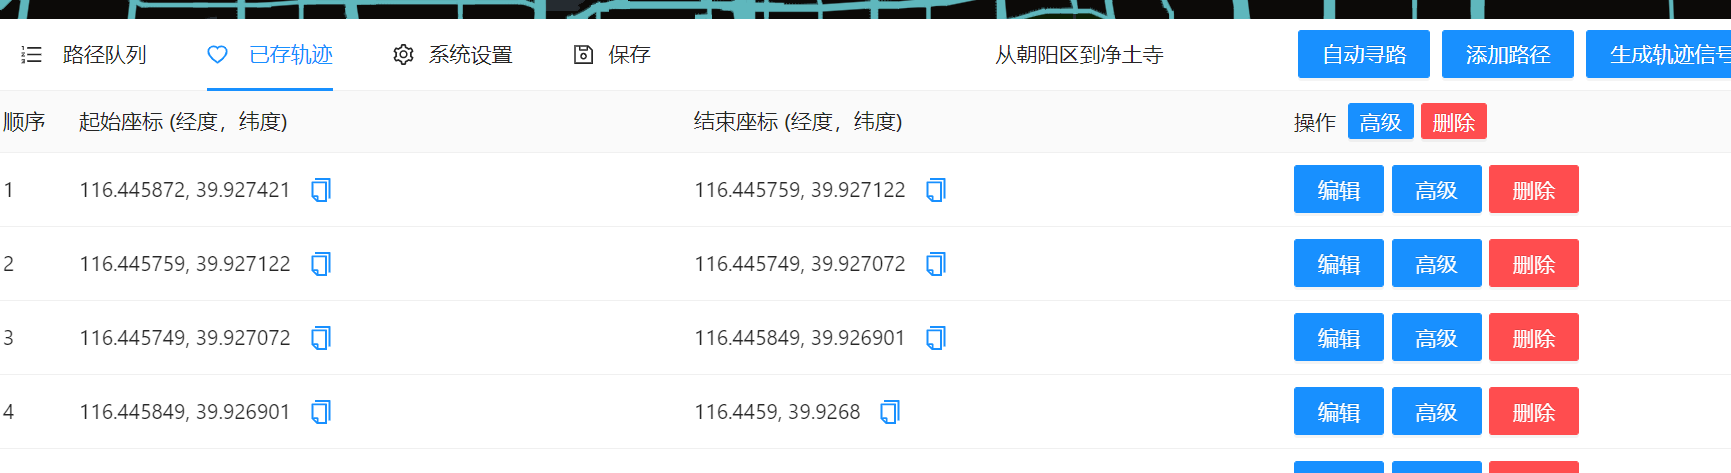 路径队列 已存轨迹 系统设置 保存 从朝阳区到净土寺 自动寻路 添加路径 生成轨迹信号
顺序 起始座标 (经度，纬度) 结束座标 (经度，纬度) 操作 高级 删除
1 116.445872, 39.927421 116.445759, 39.927122 编辑 高级 删除
2 116.445759, 39.927122 116.445749, 39.927072 编辑 高级 删除
3 116.445749, 39.927072 116.445849, 39.926901 编辑 高级 删除
4 116.445849, 39.926901 116.4459, 39.9268 编辑 高级 删除